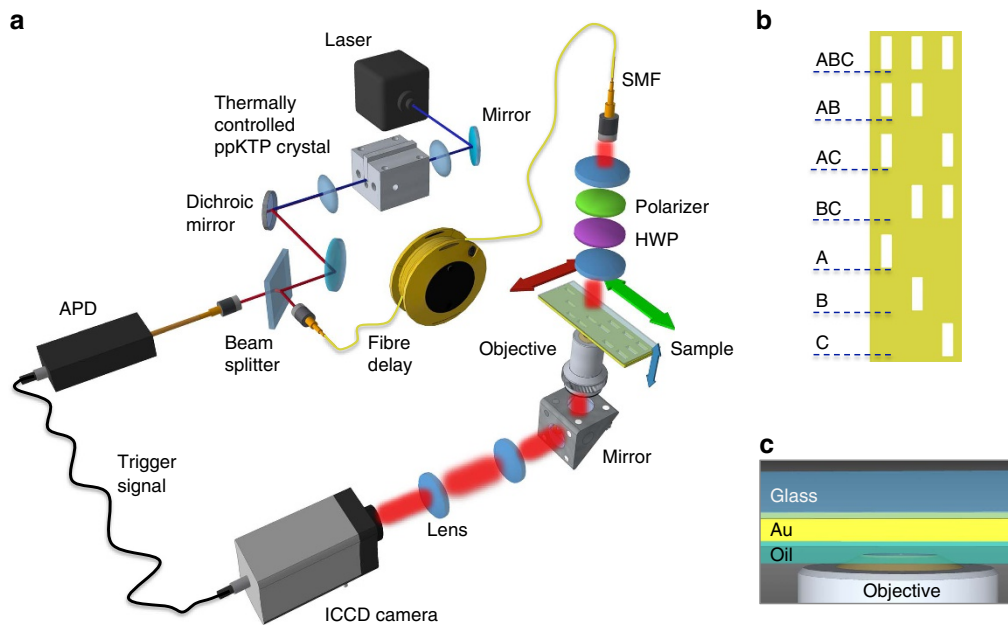 a
Laser
Thermally
controlled
ppKTP crystal
Mirror
SMF
Dichroic
mirror
Polarizer
HWP
APD
Beam
splitter
Fibre
delay
Objective
Sample
Trigger
signal
Mirror
Lens
ICCD camera
b
ABC
AB
AC
BC
A
B
C
c
Glass
Au
Oil
Objective